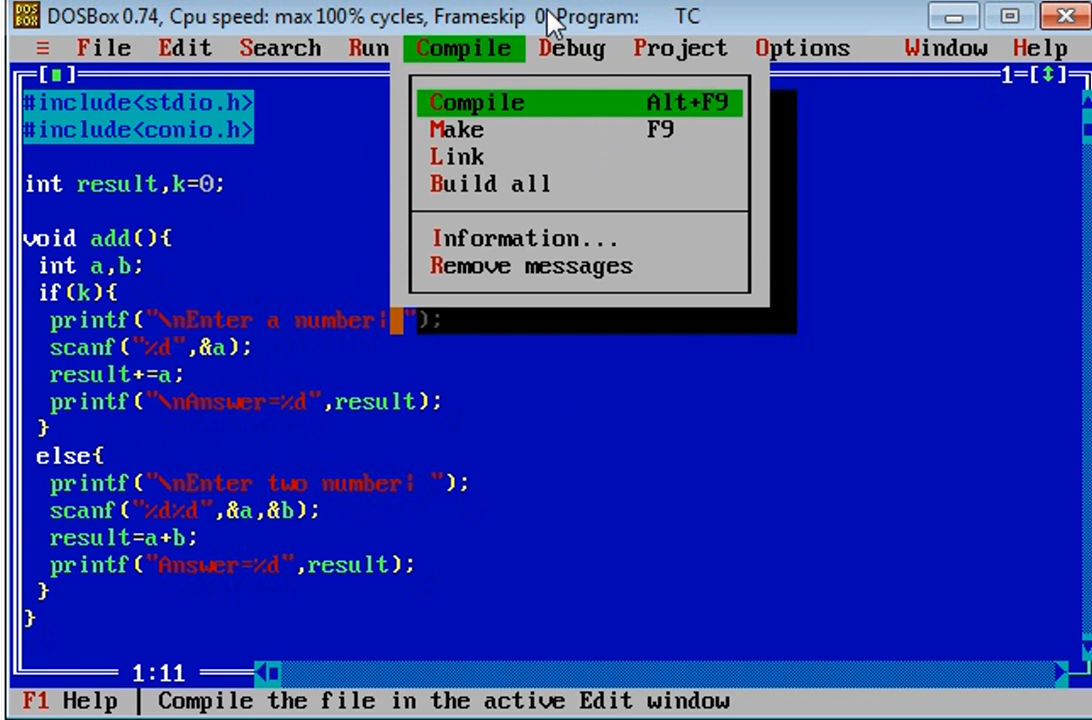 DOSBox 0.74, Cpu speed: max 100% cycles, Frameskip 0, Program: TC
≡ File Edit Search Run Compile Debug Project Options Window Help
[■] 1=[↕]
#include<stdio.h>
#include<conio.h>
Compile Alt+F9
Make F9
Link
Build all
Information...
Remove messages
int result,k=0;
void add(){
int a,b;
if(k){
printf("\nEnter a number¦ ");
scanf("%d",&a);
result+=a;
printf("\nAnswer=%d",result);
}
else{
printf("\nEnter two number¦ ");
scanf("%d%d",&a,&b);
result=a+b;
printf("Answer=%d",result);
}
}
1:11
F1 Help | Compile the file in the active Edit window